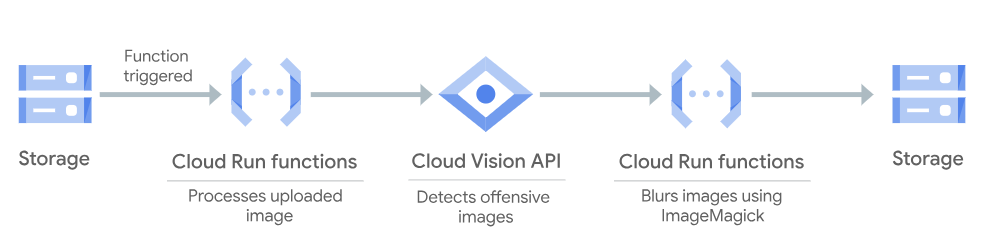 Function
triggered
Storage
Cloud Run functions
Processes uploaded
image
Cloud Vision API
Detects offensive
images
Cloud Run functions
Blurs images using
ImageMagick
Storage